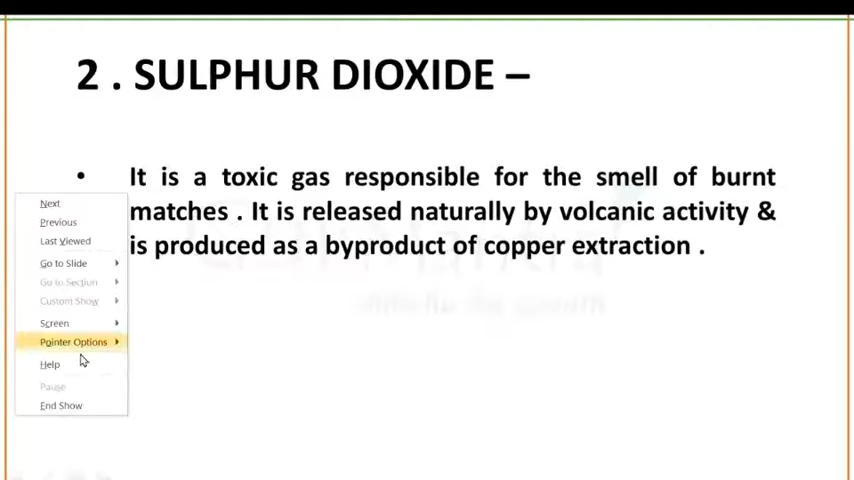 2 . SULPHUR DIOXIDE –
• It is a toxic gas responsible for the smell of burnt
matches . It is released naturally by volcanic activity &
is produced as a byproduct of copper extraction .
Next
Previous
Last Viewed
Go to Slide
Go to Section
Custom Show
Screen
Pointer Options
Help
Pause
End Show